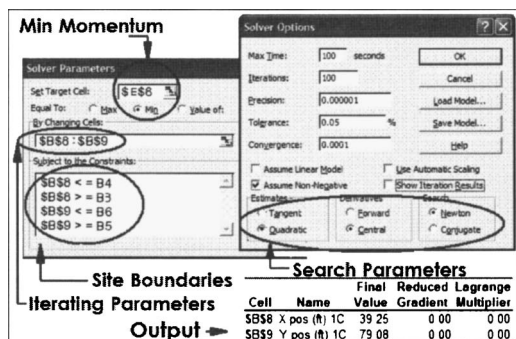 Min Momentum
Solver Parameters
Set Target Cell: $E$6
Equal To: Max Min Value of:
By Changing Cells:
$B$8:$B$9
Subject to the Constraints:
$B$8 <= B4
$B$8 >= B3
$B$9 <= B6
$B$9 >= B5
Solver Options
Max Time: 100 seconds
OK
Iterations: 100
Cancel
Precision: 0.000001
Load Model...
Tolerance: 0.05 %
Save Model...
Convergence: 0.0001
Help
Assume Linear Model Use Automatic Scaling
Assume Non-Negative Show Iteration Results
Estimates Derivatives Search
Tangent Forward Newton
Quadratic Central Conjugate
Site Boundaries
Search Parameters
Iterating Parameters
Output
Final Reduced Lagrange
Cell Name Value Gradient Multiplier
$B$8 X pos (ft) 1C 39 25 0 00 0 00
$B$9 Y pos (ft) 1C 79 08 0 00 0 00